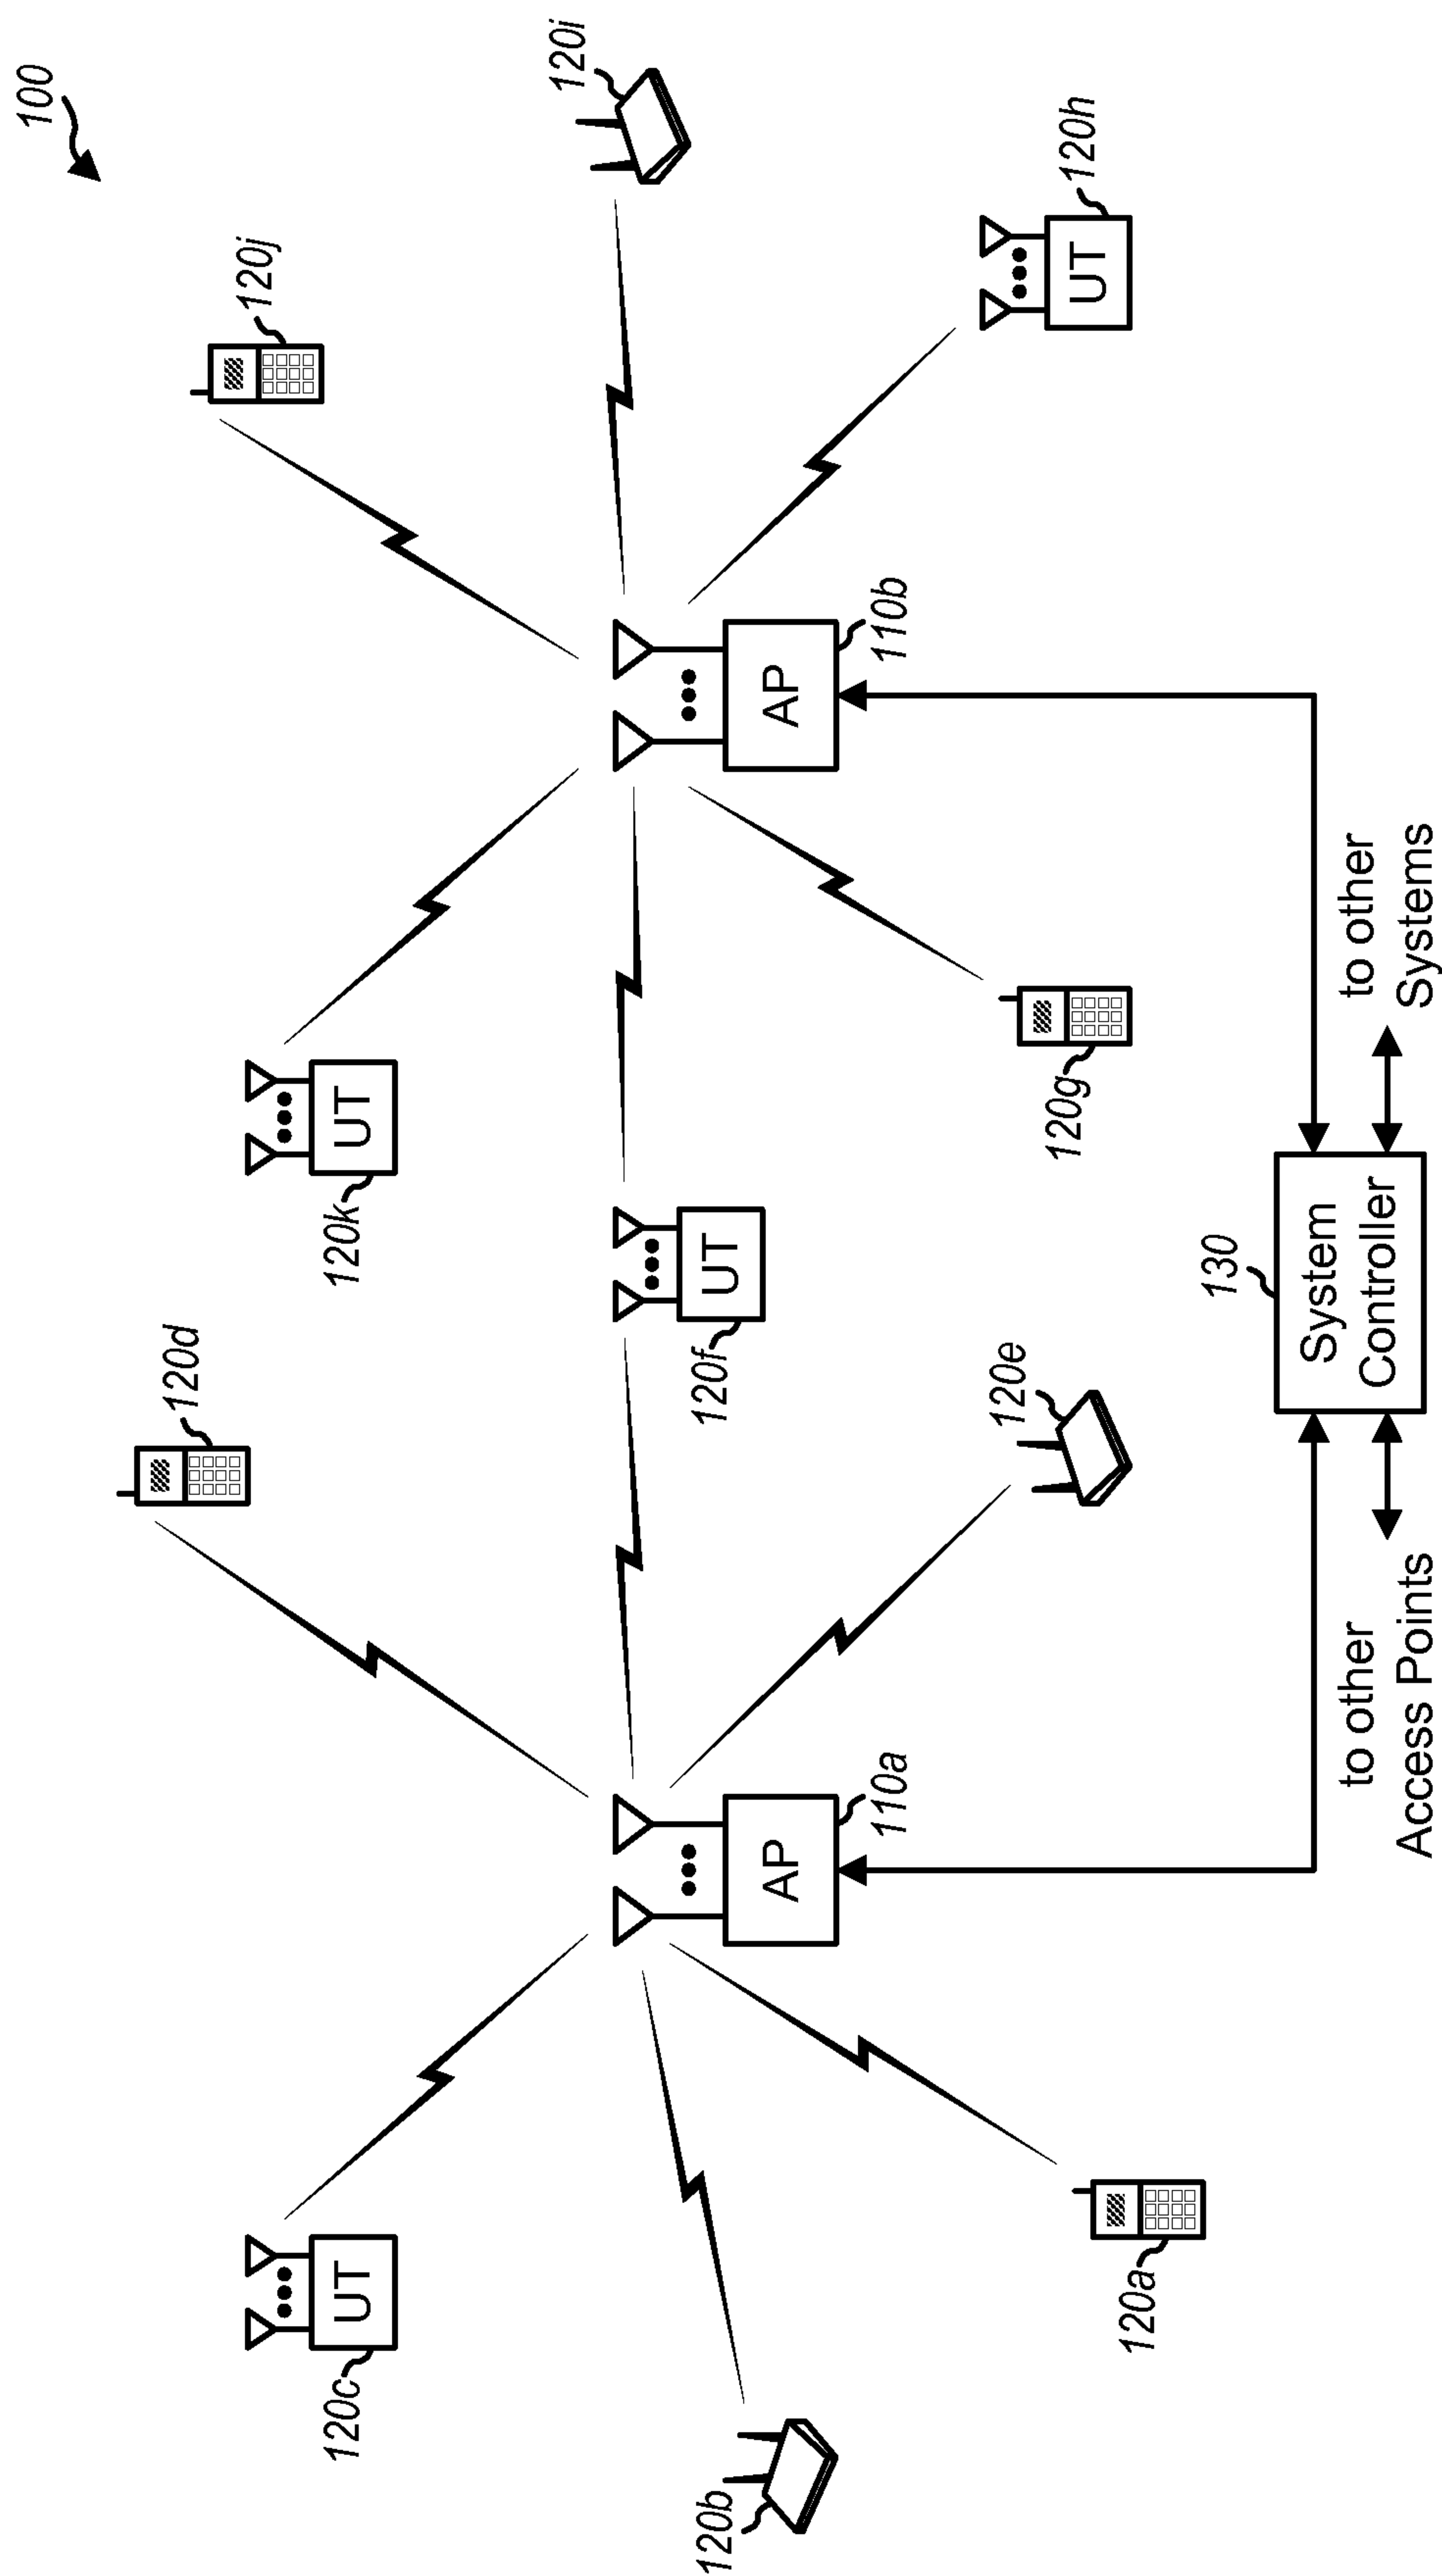 100
120d
120j
120c
UT
120k
UT
120i
120f
UT
120b
AP
110a
AP
110b
120e
120g
120h
UT
120a
130
System
Controller
to other
Access Points
to other
Systems